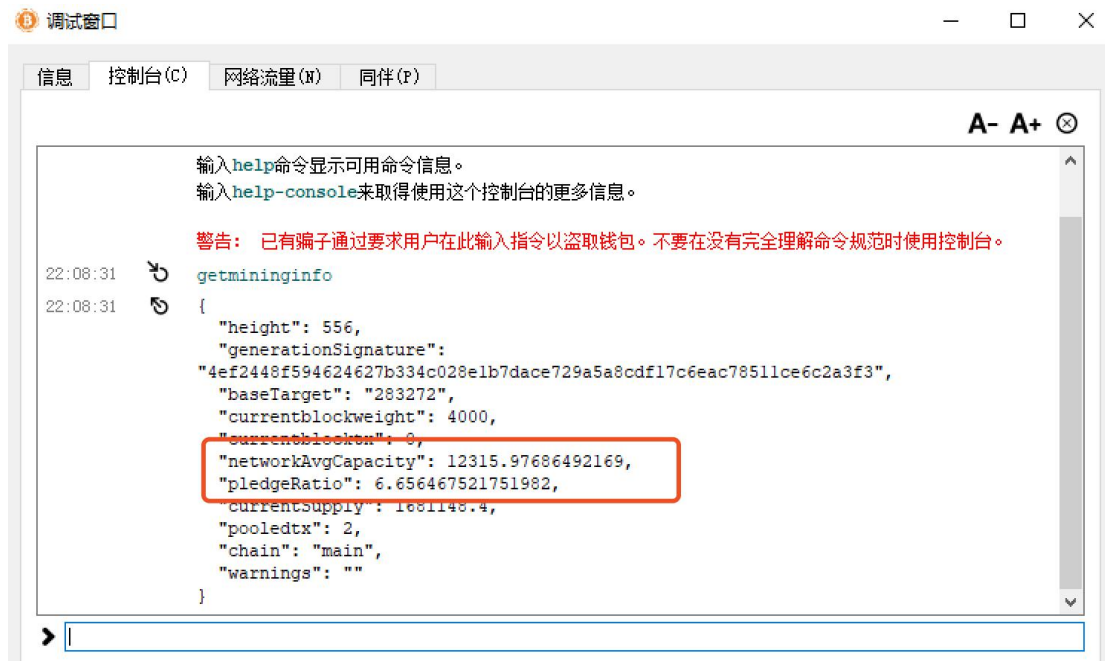 调试窗口
信息 控制台(C) 网络流量(N) 同伴(P)
A- A+
输入help命令显示可用命令信息。
输入help-console来取得使用这个控制台的更多信息。
警告： 已有骗子通过要求用户在此输入指令以盗取钱包。不要在没有完全理解命令规范时使用控制台。
22:08:31 getmininginfo
22:08:31 {
"height": 556,
"generationSignature":
"4ef2448f594624627b334c028e1b7dace729a5a8cdf17c6eac78511ce6c2a3f3",
"baseTarget": "283272",
"currentblockweight": 4000,
"currentblocktx": 0,
"networkAvgCapacity": 12315.97686492169,
"pledgeRatio": 6.656467521751982,
"currentSupply": 1681148.4,
"pooledtx": 2,
"chain": "main",
"warnings": ""
}